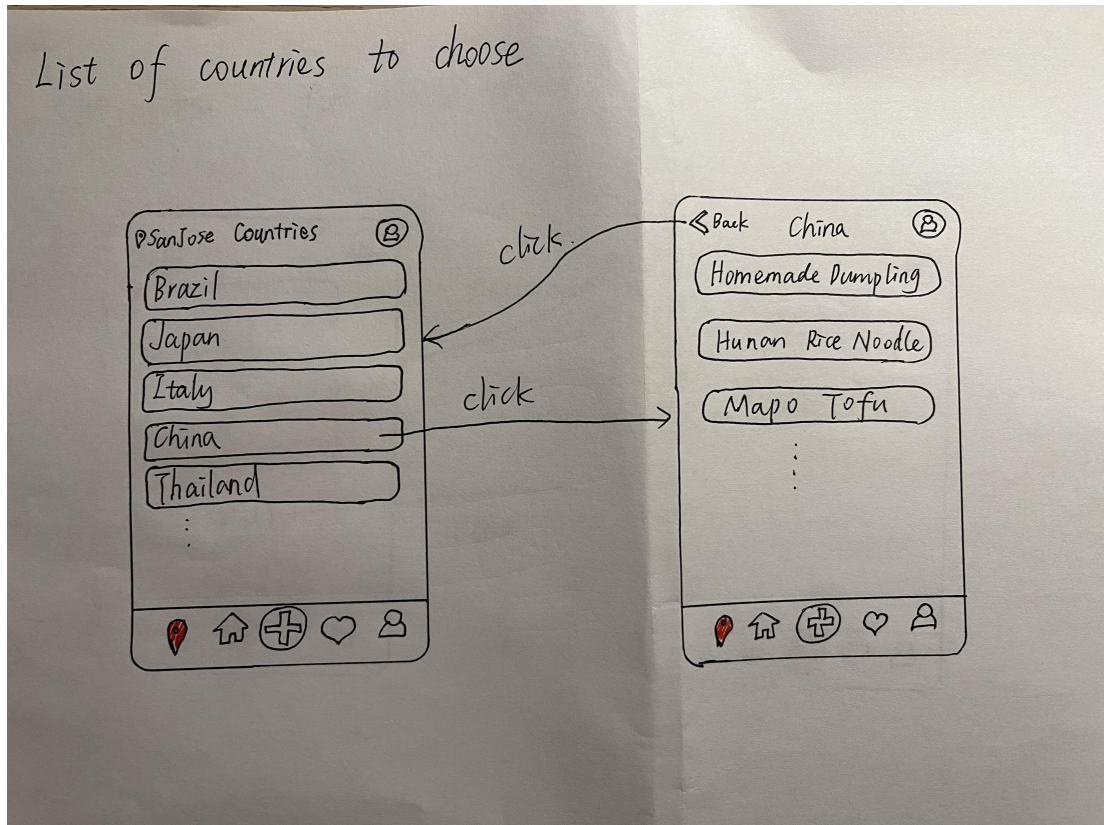 List of countries to choose
SanJose Countries
Brazil
Japan
Italy
China
Thailand
click.
click
Back China
Homemade Dumpling
Hunan Rice Noodle
Mapo Tofu